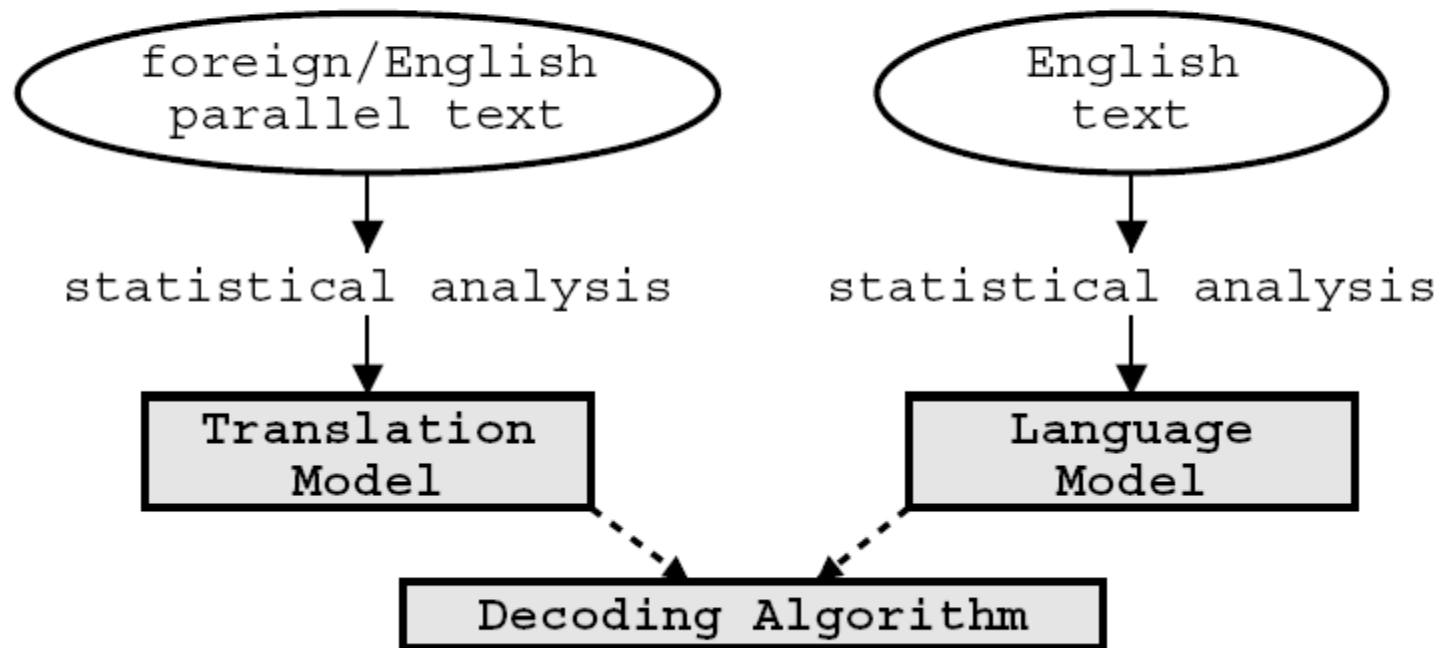 foreign/English
parallel text
English
text
statistical analysis
statistical analysis
Translation
Model
Language
Model
Decoding Algorithm